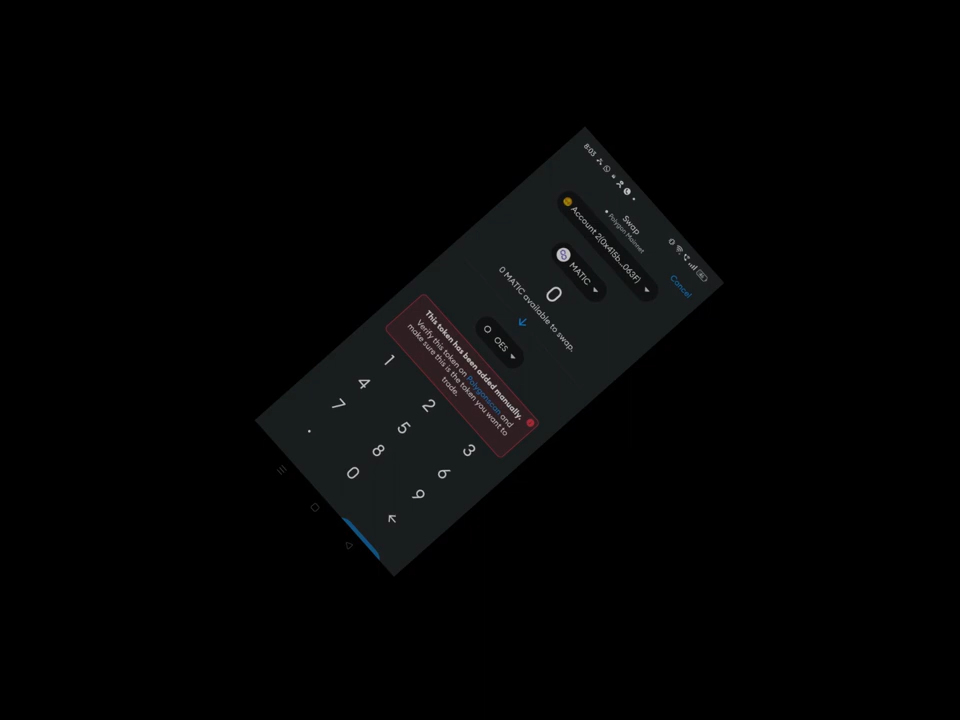 8:03
Swap
Polygon Mainnet
Cancel
Account 2(0x415b...063F)
MATIC
0
0 MATIC available to swap.
OES
This token has been added manually.
Verify this token on Polygonscan and
make sure this is the token you want to
trade.
1 2 3
4 5 6
7 8 9
. 0